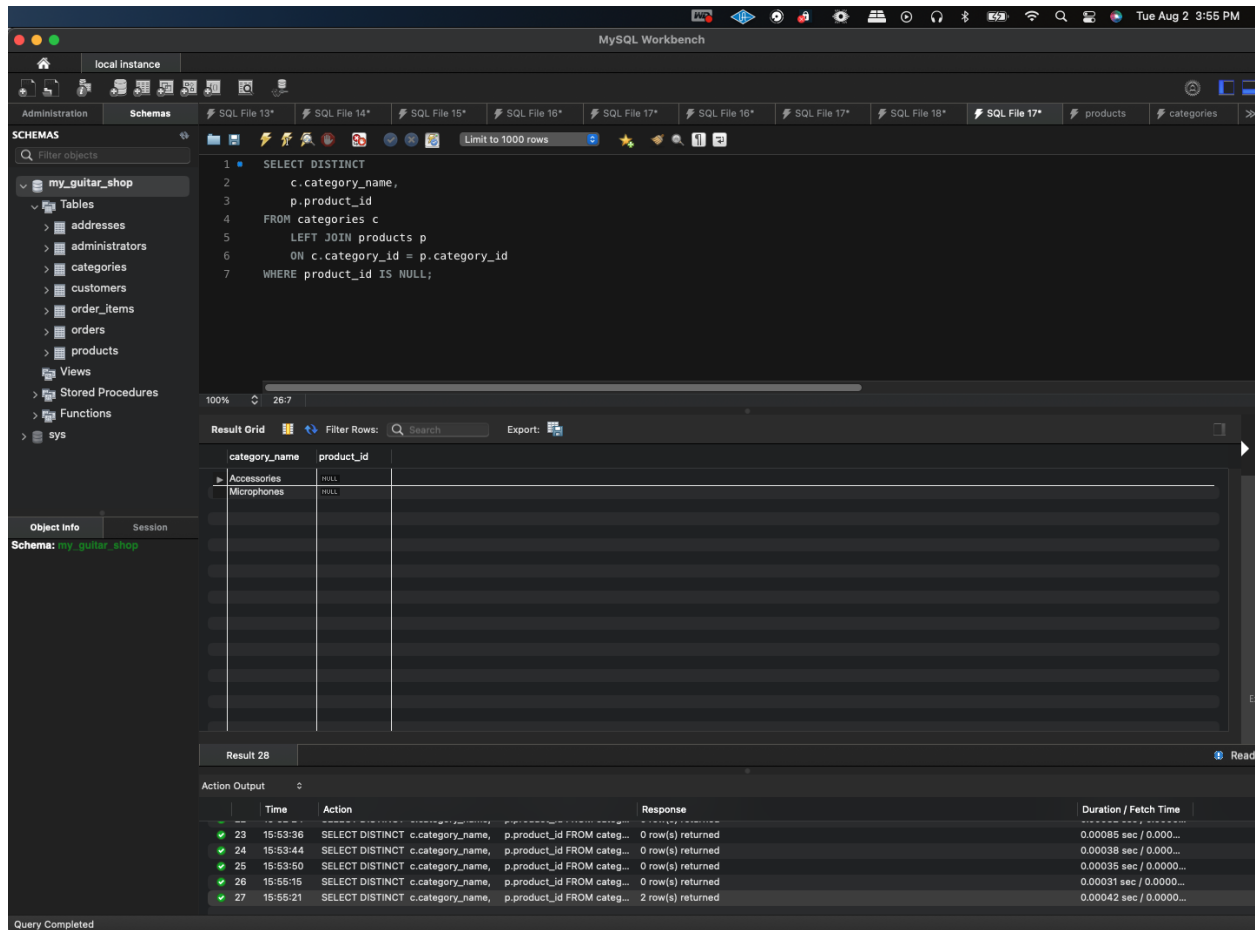 Tue Aug 2 3:55 PM
MySQL Workbench
local instance
Administration Schemas
SQL File 13* SQL File 14* SQL File 15* SQL File 16* SQL File 17* SQL File 16* SQL File 17* SQL File 18* SQL File 17* products categories
SCHEMAS
Filter objects
my_guitar_shop
Tables
addresses
administrators
categories
customers
order_items
orders
products
Views
Stored Procedures
Functions
sys
Limit to 1000 rows
1 SELECT DISTINCT
2 c.category_name,
3 p.product_id
4 FROM categories c
5 LEFT JOIN products p
6 ON c.category_id = p.category_id
7 WHERE product_id IS NULL;
100% 26:7
Result Grid Filter Rows: Search Export:
category_name product_id
Accessories NULL
Microphones NULL
Object Info Session
Schema: my_guitar_shop
Result 28 Read
Action Output
Time Action Response Duration / Fetch Time
23 15:53:36 SELECT DISTINCT c.category_name, p.product_id FROM categ... 0 row(s) returned 0.00085 sec / 0.000...
24 15:53:44 SELECT DISTINCT c.category_name, p.product_id FROM categ... 0 row(s) returned 0.00038 sec / 0.000...
25 15:53:50 SELECT DISTINCT c.category_name, p.product_id FROM categ... 0 row(s) returned 0.00035 sec / 0.0000...
26 15:55:15 SELECT DISTINCT c.category_name, p.product_id FROM categ... 0 row(s) returned 0.00031 sec / 0.0000...
27 15:55:21 SELECT DISTINCT c.category_name, p.product_id FROM categ... 2 row(s) returned 0.00042 sec / 0.0000...
Query Completed